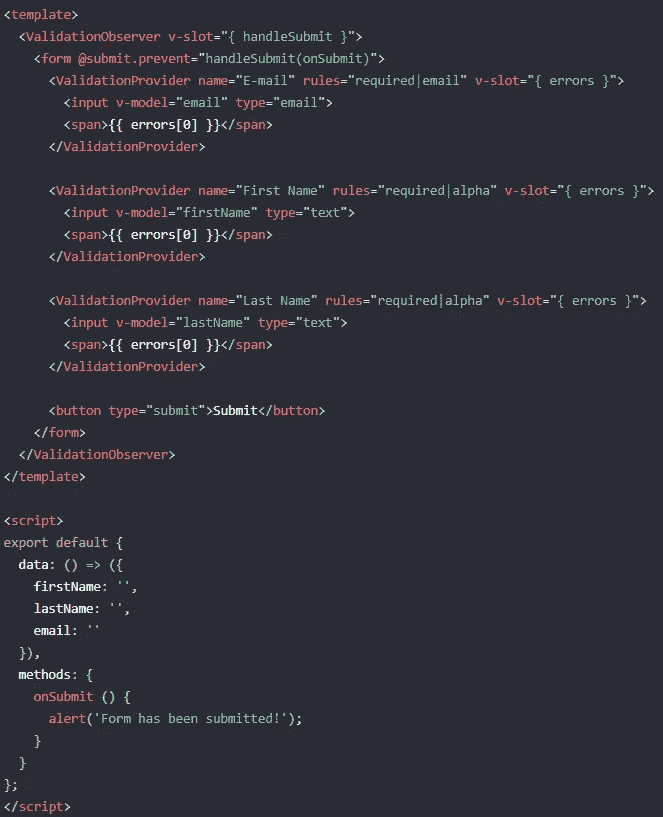 <template>
  <ValidationObserver v-slot="{ handleSubmit }">
    <form @submit.prevent="handleSubmit(onSubmit)">
      <ValidationProvider name="E-mail" rules="required|email" v-slot="{ errors }">
        <input v-model="email" type="email">
        <span>{{ errors[0] }}</span>
      </ValidationProvider>

      <ValidationProvider name="First Name" rules="required|alpha" v-slot="{ errors }">
        <input v-model="firstName" type="text">
        <span>{{ errors[0] }}</span>
      </ValidationProvider>

      <ValidationProvider name="Last Name" rules="required|alpha" v-slot="{ errors }">
        <input v-model="lastName" type="text">
        <span>{{ errors[0] }}</span>
      </ValidationProvider>

      <button type="submit">Submit</button>
    </form>
  </ValidationObserver>
</template>

<script>
export default {
  data: () => ({
    firstName: '',
    lastName: '',
    email: ''
  }),
  methods: {
    onSubmit () {
      alert('Form has been submitted!');
    }
  }
};
</script>